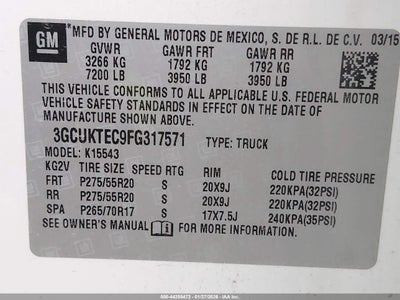 GM
*MFD BY GENERAL MOTORS DE MEXICO, S. DE R.L. DE C.V. 03/15
GVWR GAWR FRT GAWR RR
3266 KG 1792 KG 1792 KG
7200 LB 3950 LB 3950 LB
THIS VEHICLE CONFORMS TO ALL APPLICABLE U.S. FEDERAL MOTOR
VEHICLE SAFETY STANDARDS IN EFFECT ON THE DATE OF
MANUFACTURE SHOWN ABOVE.
3GCUKTEC9FG317571 TYPE: TRUCK
MODEL: K15543
KG2V TIRE SIZE SPEED RTG RIM COLD TIRE PRESSURE
FRT P275/55R20 S 20X9J 220KPA(32PSI)
RR P275/55R20 S 20X9J 220KPA(32PSI)
SPA P265/70R17 S 17X7.5J 240KPA(35PSI)
SEE OWNER'S MANUAL FOR MORE INFORMATION.